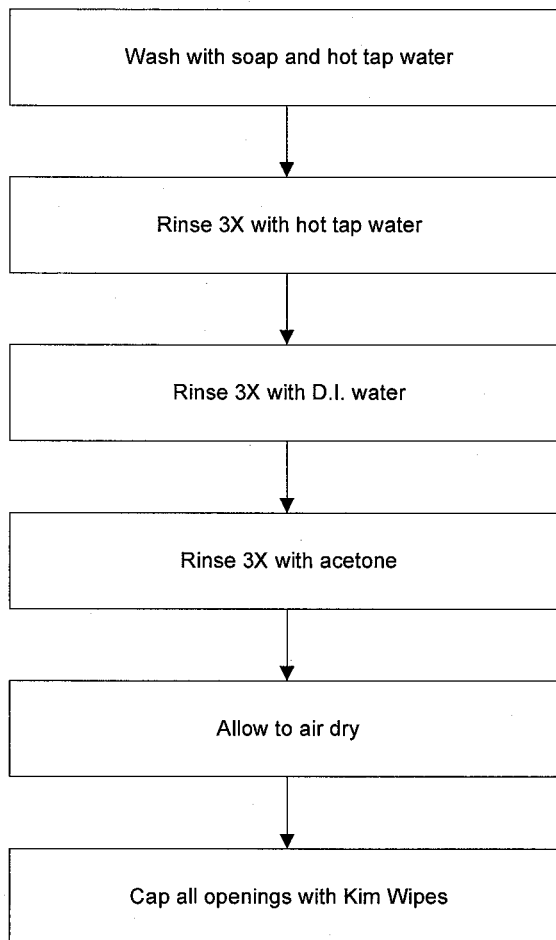 Wash with soap and hot tap water
Rinse 3X with hot tap water
Rinse 3X with D.I. water
Rinse 3X with acetone
Allow to air dry
Cap all openings with Kim Wipes